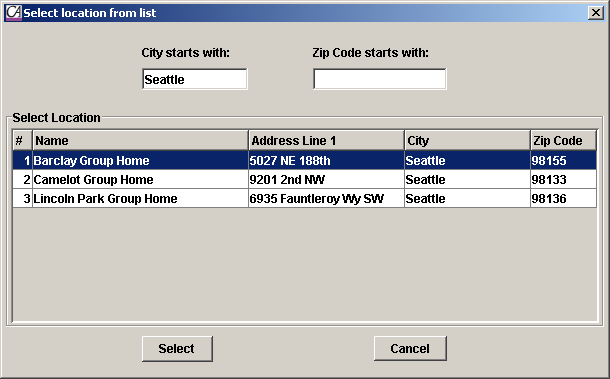 CA Select location from list
City starts with: Zip Code starts with:
Seattle
Select Location
# Name Address Line 1 City Zip Code
1 Barclay Group Home 5027 NE 188th Seattle 98155
2 Camelot Group Home 9201 2nd NW Seattle 98133
3 Lincoln Park Group Home 6935 Fauntleroy Wy SW Seattle 98136
Select Cancel